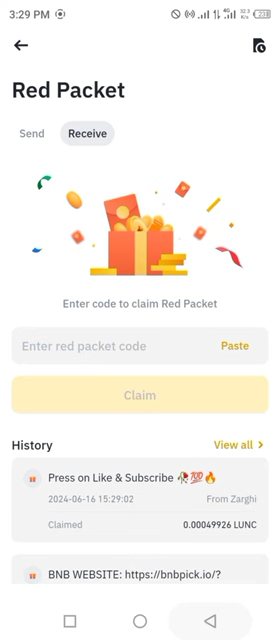 3:29 PM
Red Packet
Send Receive
Enter code to claim Red Packet
Enter red packet code Paste
Claim
History View all >
Press on Like & Subscribe 🥀💯🔥
2024-06-16 15:29:02 From Zarghi
Claimed 0.00049926 LUNC
BNB WEBSITE: https://bnbpick.io/?